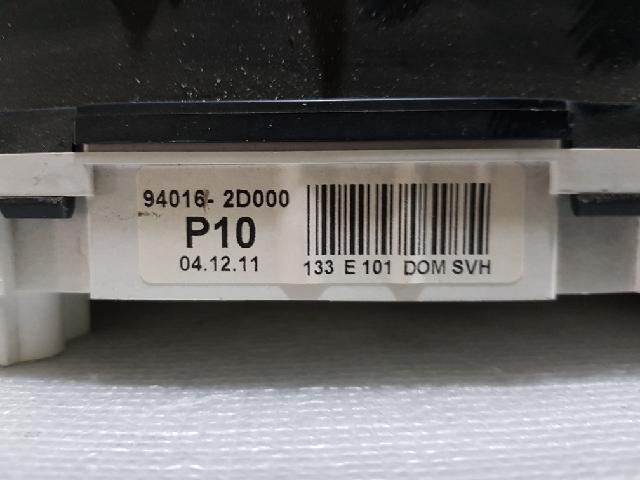 94016- 2D000
P10
04.12.11
133 E 101 DOM SVH